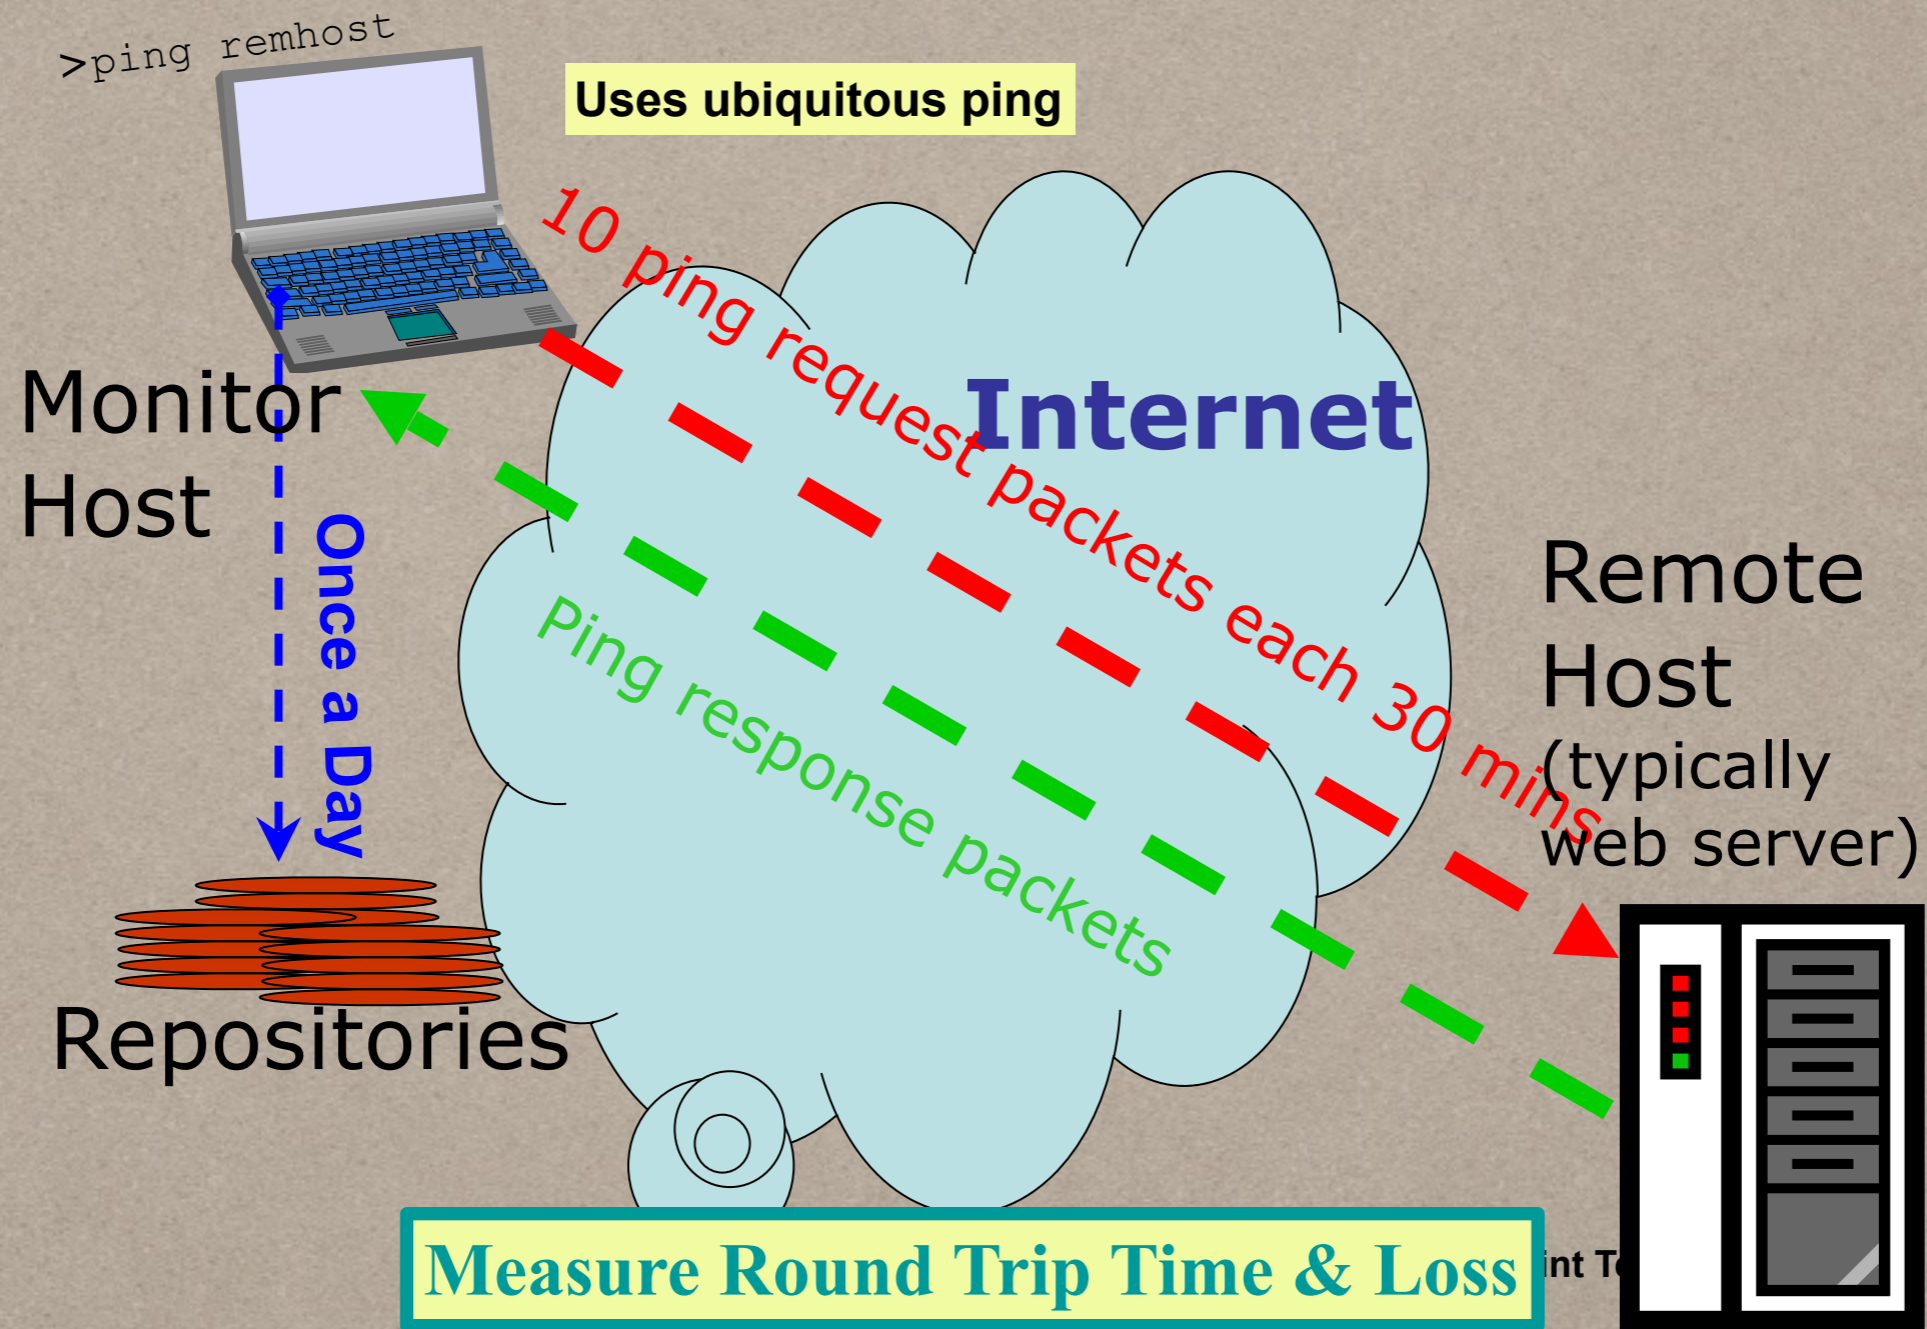 >ping remhost
Uses ubiquitous ping
10 ping request packets each 30 mins
Internet
Monitor
Host
Once a Day
Remote
Host
(typically
web server)
Ping response packets
Repositories
Measure Round Trip Time & Loss